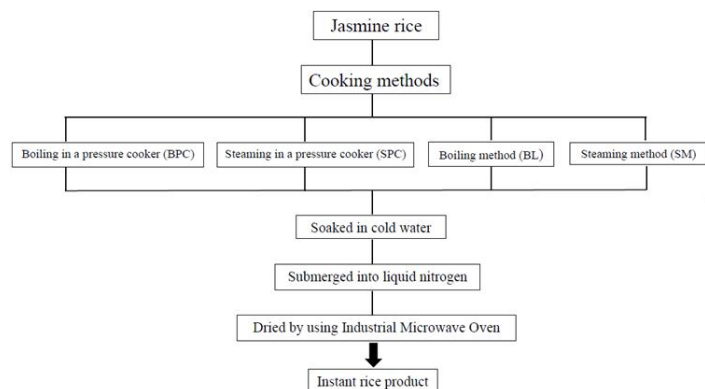 Jasmine rice
Cooking methods
Boiling in a pressure cooker (BPC)
Steaming in a pressure cooker (SPC)
Boiling method (BL)
Steaming method (SM)
Soaked in cold water
Submerged into liquid nitrogen
Dried by using Industrial Microwave Oven
Instant rice product